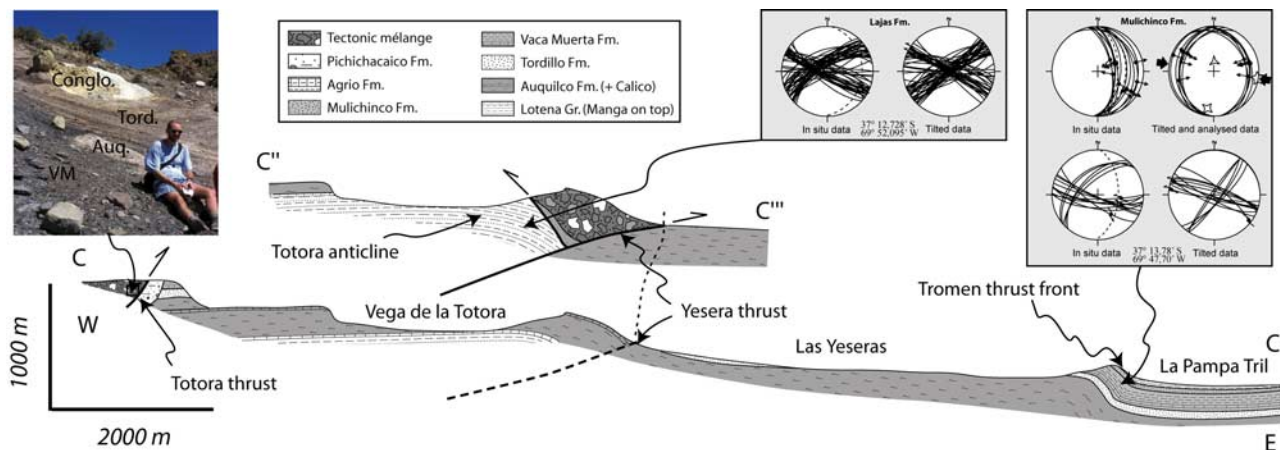 Conglo.
Tord.
Auq.
VM
Tectonic mélange
Pichichacaico Fm.
Agrio Fm.
Mulichinco Fm.
Vaca Muerta Fm.
Tordillo Fm.
Auquilco Fm. (+ Calico)
Lotena Gr. (Manga on top)
Lajas Fm.
N
N
In situ data
Tilted data
37° 12,728´ S
69° 52,095´ W
Mulichinco Fm.
N
N
In situ data
Tilted and analysed data
N
N
In situ data
Tilted data
37° 13.78´ S
69° 47,70´ W
C''
C'''
Totora anticline
C
W
Vega de la Totora
Yesera thrust
Tromen thrust front
Las Yeseras
La Pampa Tril
C'
Totora thrust
1000 m
2000 m
E